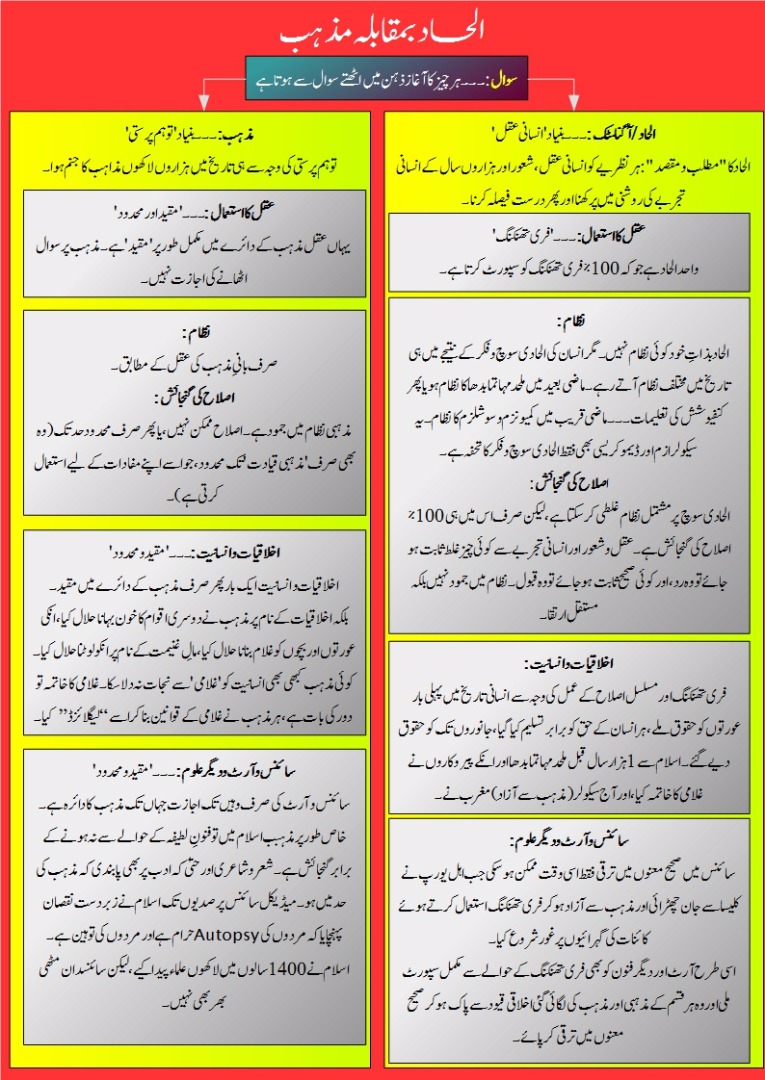 الحاد بمقابلہ مذہب
سوال:۔۔۔ہر چیز کا آغاز ذہن میں اٹھتے سوال سے ہوتا ہے
الحاد/اگناسٹک:۔۔۔بنیاد 'انسانی عقل'
الحاد کا "مطلب و مقصد": ہر نظریے کو انسانی عقل، شعور اور ہزاروں سال کے انسانی
تجربے کی روشنی میں پرکھنا اور پھر درست فیصلہ کرنا۔
عقل کا استعمال:۔۔۔'فری تھنکنگ'
واحد الحاد ہے جو کہ 100٪ فری تھنکنگ کو سپورٹ کرتا ہے۔
نظام:
الحاد بذاتِ خود کوئی نظام نہیں۔ مگر انسان کی الحادی سوچ و فکر کے نتیجے میں ہی
تاریخ میں مختلف نظام آتے رہے۔ ماضی بعید میں ملحد مہاتما بدھا کا نظام ہو یا پھر
کنفیوشش کی تعلیمات۔۔۔ماضی قریب میں کمیونزم و سوشلزم کا نظام۔ یہ
سیکولرازم اور ڈیموکریسی بھی فقط الحادی سوچ و فکر کا تحفہ ہے۔
اصلاح کی گنجائش:
الحادی سوچ پر مشتمل نظام غلطی کر سکتا ہے، لیکن صرف اس میں ہی 100٪
اصلاح کی گنجائش ہے۔ عقل و شعور اور انسانی تجربے سے کوئی چیز غلط ثابت ہو
جائے تو وہ رد، اور کوئی صحیح ثابت ہو جائے تو وہ قبول۔ نظام میں جمود نہیں بلکہ
مستقل ارتقا۔
اخلاقیات و انسانیت:
فری تھنکنگ اور مسلسل اصلاح کے عمل کی وجہ سے انسانی تاریخ میں پہلی بار
عورتوں کو حقوق ملے، ہر انسان کے حق کو برابر تسلیم کیا گیا، جانوروں تک کو حقوق
دیے گئے۔ اسلام سے 1 ہزار سال قبل ملحد مہاتما بدھا اور انکے پیروکاروں نے
غلامی کا خاتمہ کیا، اور آج سیکولر (مذہب سے آزاد) مغرب نے۔
سائنس و آرٹ و دیگر علوم:
سائنس میں صحیح معنوں میں ترقی فقط اسی وقت ممکن ہو سکی جب اہل یورپ نے
کلیسا سے جان چھڑائی اور مذہب سے آزاد ہو کر فری تھنکنگ استعمال کرتے ہوئے
کائنات کی گہرائیوں پر غور شروع کیا۔
اسی طرح آرٹ اور دیگر فنون کو بھی فری تھنکنگ کے حوالے سے مکمل سپورٹ
ملی اور وہ ہر قسم کے مذہبی اور مذہب کی لگائی گئی اخلاقی قیود سے پاک ہو کر صحیح
معنوں میں ترقی کر پائے۔
مذہب:۔۔۔بنیاد 'توہم پرستی'
توہم پرستی کی وجہ سے ہی تاریخ میں ہزاروں لاکھوں مذاہب کا جنم ہوا۔
عقل کا استعمال:۔۔۔'مقید اور محدود'
یہاں عقل مذہب کے دائرے میں مکمل طور پر 'مقید' ہے۔ مذہب پر سوال
اٹھانے کی اجازت نہیں۔
نظام:
صرف بانیِ مذہب کی عقل کے مطابق۔
اصلاح کی گنجائش:
مذہبی نظام میں جمود ہے۔ اصلاح ممکن نہیں، یا پھر صرف محدود حد تک (وہ
بھی صرف 'مذہبی قیادت' تک محدود، جو اسے اپنے مفادات کے لیے استعمال
کرتی ہے)۔
اخلاقیات و انسانیت:۔۔۔'مقید و محدود'
اخلاقیات و انسانیت ایک بار پھر صرف مذہب کے دائرے میں مقید۔
بلکہ اخلاقیات کے نام پر مذہب نے دوسری اقوام کا خون بہانا حلال کیا، انکی
عورتوں اور بچوں کو غلام بنانا حلال کیا، مالِ غنیمت کے نام پر انکو لوٹنا حلال کیا۔
کوئی مذہب کبھی بھی انسانیت کو 'غلامی' سے نجات نہ دلا سکا۔ غلامی کا خاتمہ تو
دور کی بات ہے، ہر مذہب نے غلامی کے قوانین بنا کر اسے "لیگلائزڈ" کیا۔
سائنس و آرٹ و دیگر علوم:۔۔۔'مقید و محدود'
سائنس و آرٹ کی صرف وہیں تک اجازت جہاں تک مذہب کا دائرہ ہے۔
خاص طور پر مذہب اسلام میں تو فنونِ لطیفہ کے حوالے سے نہ ہونے کے
برابر گنجائش ہے۔ شعر و شاعری اور حتیٰ کہ ادب پر بھی پابندی کہ مذہب کی
حد میں ہو۔ میڈیکل سائنس پر صدیوں تک اسلام نے زبردست نقصان
پہنچایا کہ مردوں کی Autopsy حرام ہے اور مردوں کی توہین ہے۔
اسلام نے 1400 سالوں میں لاکھوں علماء پیدا کیے، لیکن سائنسدان مٹھی
بھر بھی نہیں۔